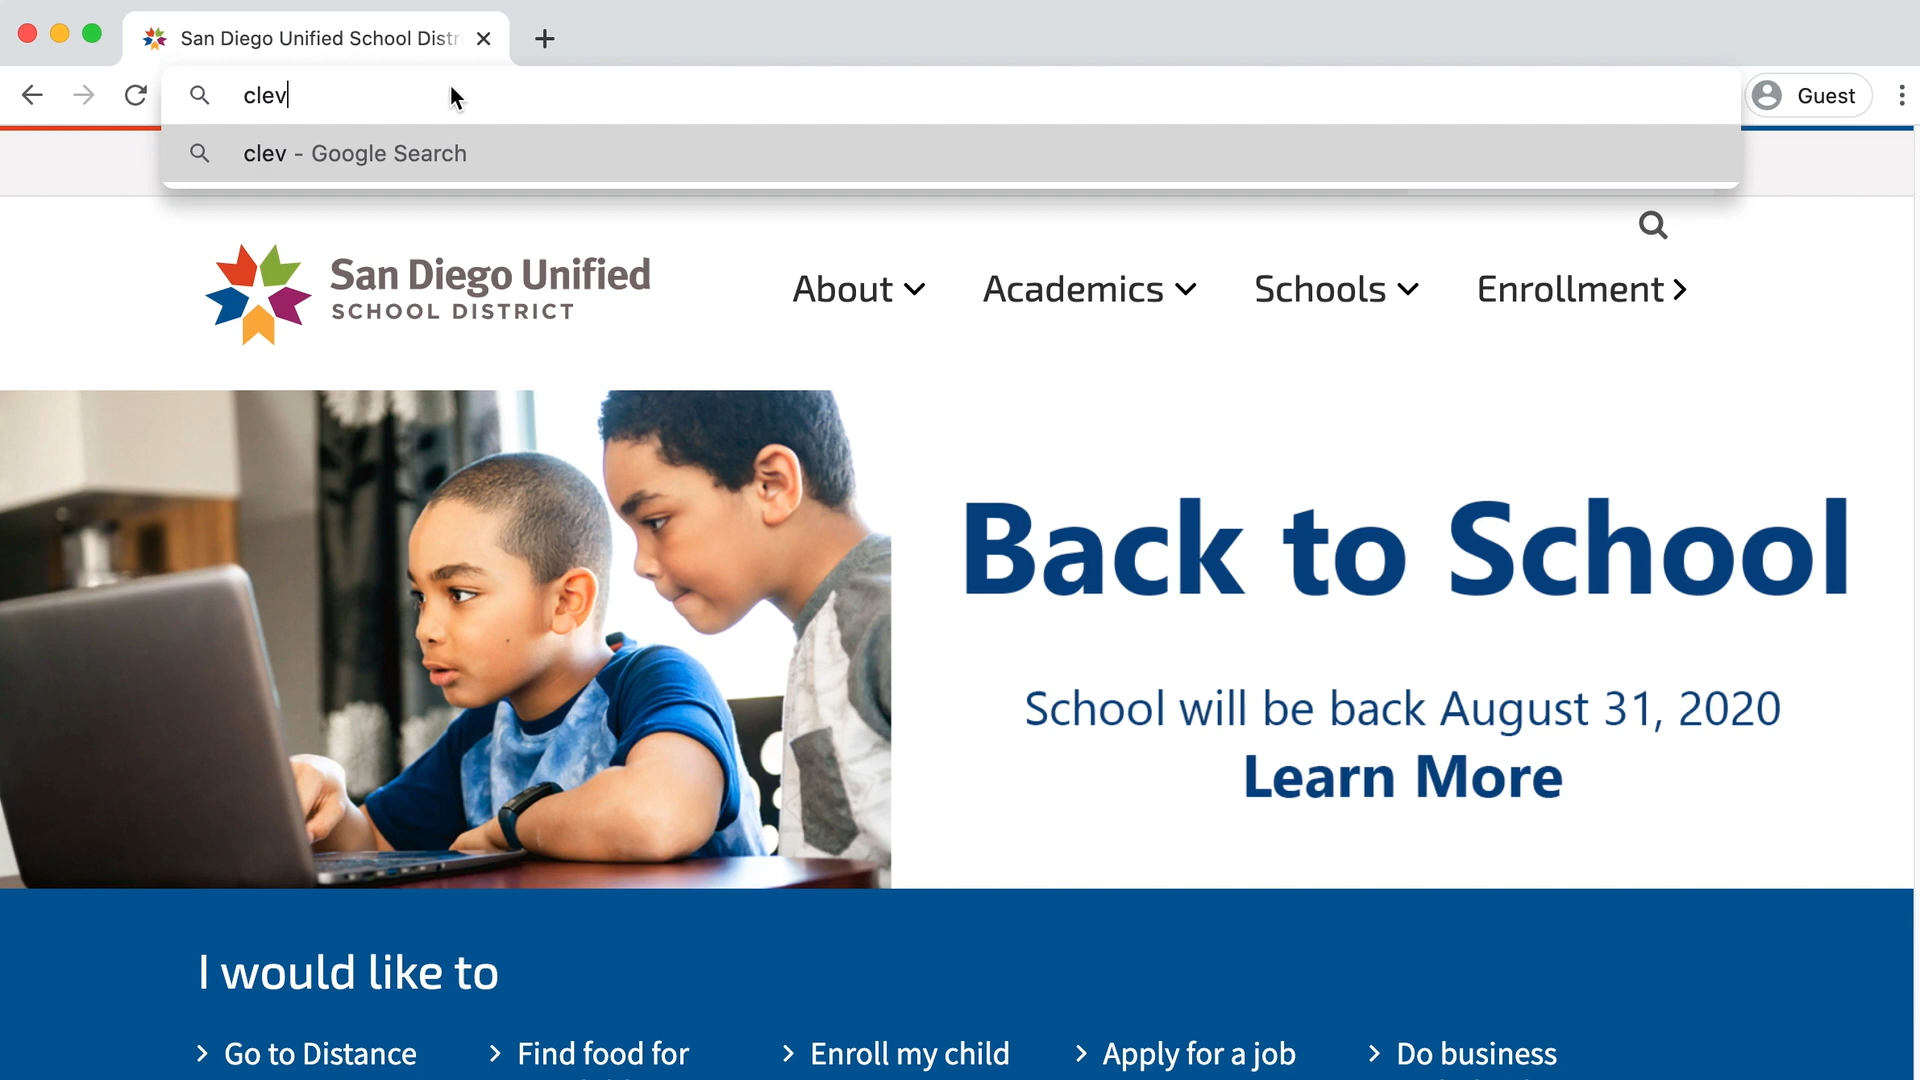 San Diego Unified School Distr
clev
Guest
clev - Google Search
San Diego Unified
SCHOOL DISTRICT
About
Academics
Schools
Enrollment
Back to School
School will be back August 31, 2020
Learn More
I would like to
Go to Distance
Find food for
Enroll my child
Apply for a job
Do business